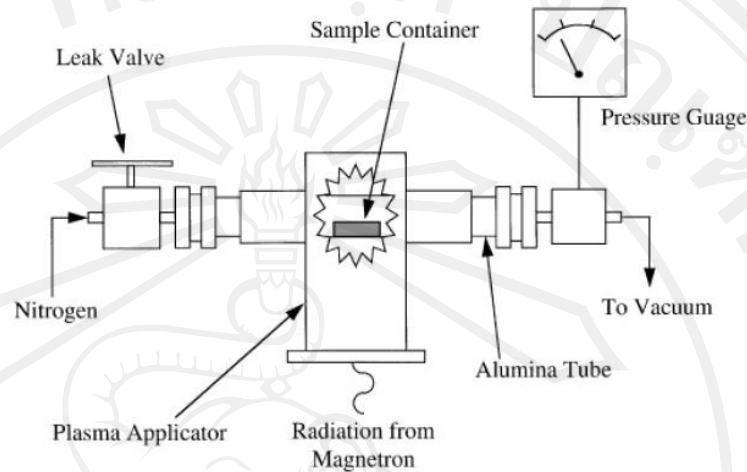 Sample Container
Leak Valve
Pressure Guage
Nitrogen
To Vacuum
Alumina Tube
Plasma Applicator
Radiation from
Magnetron